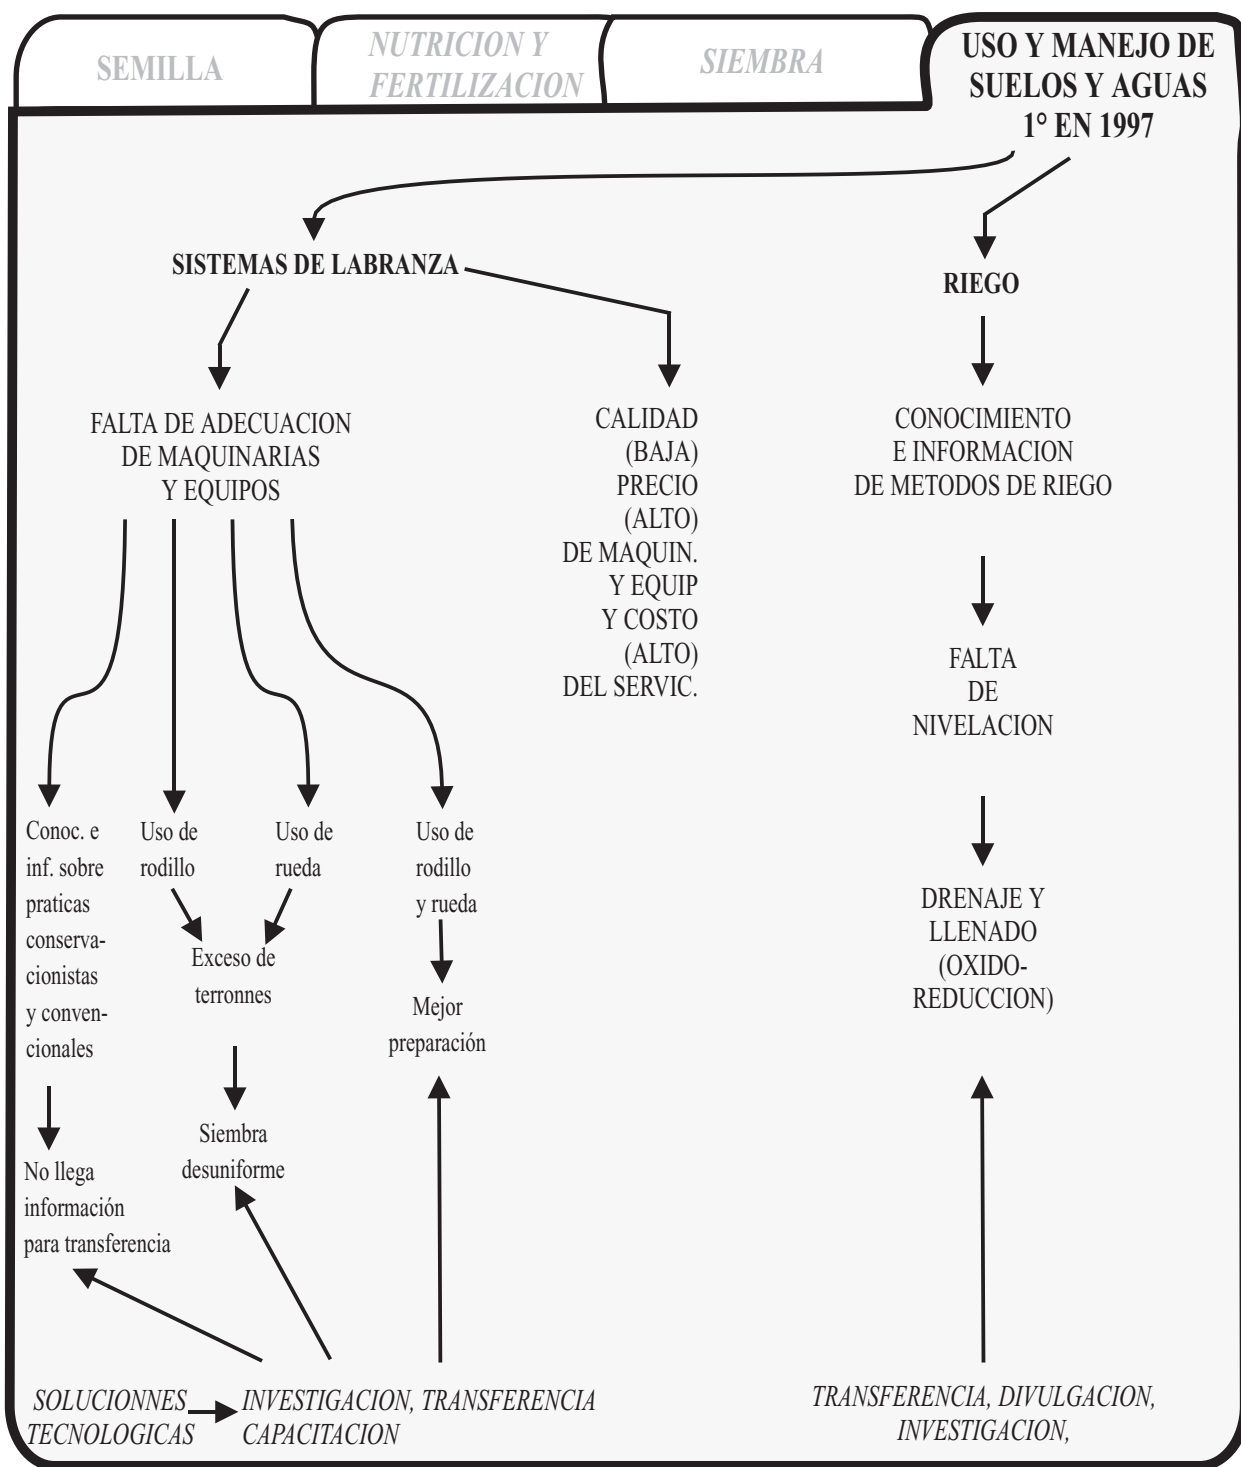 SEMILLA
NUTRICION Y
FERTILIZACION
SIEMBRA
USO Y MANEJO DE
SUELOS Y AGUAS
1° EN 1997
SISTEMAS DE LABRANZA
RIEGO
FALTA DE ADECUACION
DE MAQUINARIAS
Y EQUIPOS
CALIDAD
(BAJA)
PRECIO
(ALTO)
DE MAQUIN.
Y EQUIP
Y COSTO
(ALTO)
DEL SERVIC.
CONOCIMIENTO
E INFORMACION
DE METODOS DE RIEGO
FALTA
DE
NIVELACION
DRENAJE Y
LLENADO
(OXIDO-
REDUCCION)
Conoc. e
inf. sobre
praticas
conserva-
cionistas
y conven-
cionales
Uso de
rodillo
Uso de
rueda
Uso de
rodillo
y rueda
Exceso de
terronnes
Mejor
preparación
Siembra
desuniforme
No llega
información
para transferencia
SOLUCIONNES
TECNOLOGICAS
INVESTIGACION, TRANSFERENCIA
CAPACITACION
TRANSFERENCIA, DIVULGACION,
INVESTIGACION,